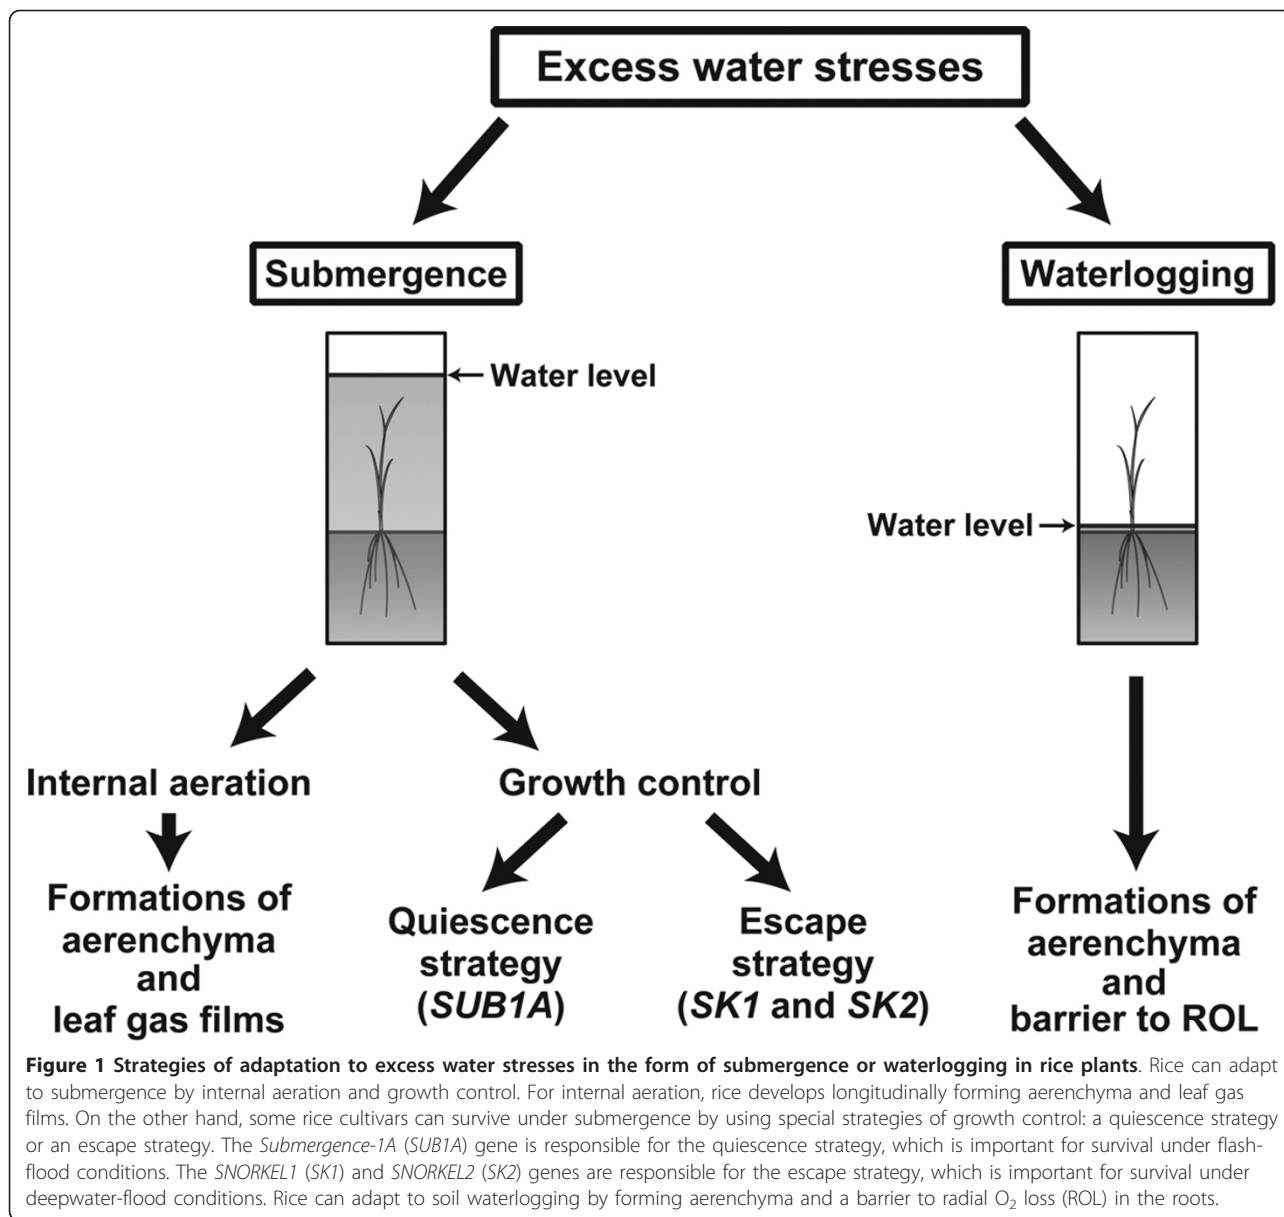 Excess water stresses
Submergence
Waterlogging
Water level
Water level
Internal aeration
Growth control
Formations of
aerenchyma
and
leaf gas films
Quiescence
strategy
(SUB1A)
Escape
strategy
(SK1 and SK2)
Formations of
aerenchyma
and
barrier to ROL
Figure 1 Strategies of adaptation to excess water stresses in the form of submergence or waterlogging in rice plants. Rice can adapt
to submergence by internal aeration and growth control. For internal aeration, rice develops longitudinally forming aerenchyma and leaf gas
films. On the other hand, some rice cultivars can survive under submergence by using special strategies of growth control: a quiescence strategy
or an escape strategy. The Submergence-1A (SUB1A) gene is responsible for the quiescence strategy, which is important for survival under flash-
flood conditions. The SNORKEL1 (SK1) and SNORKEL2 (SK2) genes are responsible for the escape strategy, which is important for survival under
deepwater-flood conditions. Rice can adapt to soil waterlogging by forming aerenchyma and a barrier to radial O₂ loss (ROL) in the roots.